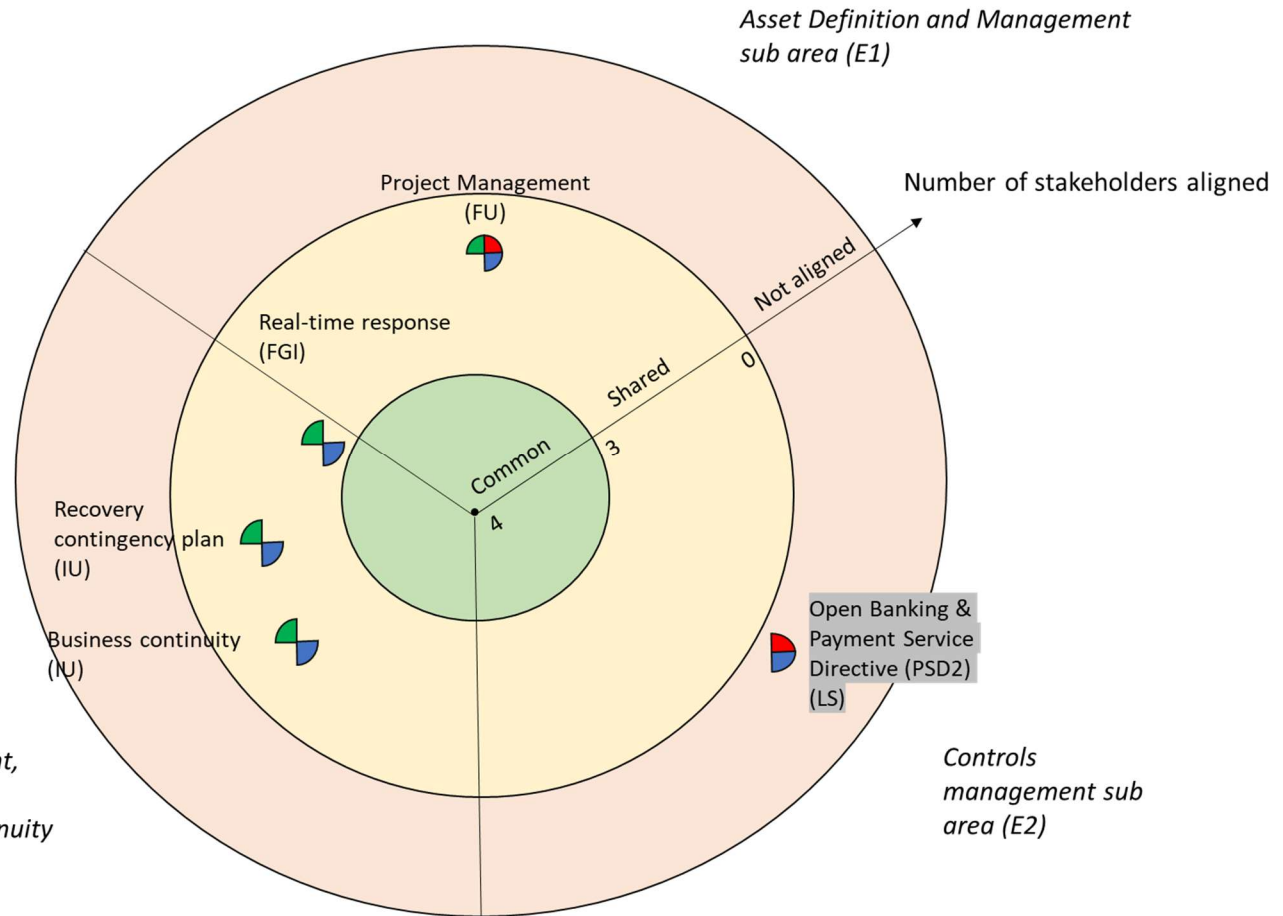 Asset Definition and Management
sub area (E1)
Number of stakeholders aligned
Project Management
(FU)
Not aligned
0
Real-time response
(FGI)
Shared
3
Common
4
Recovery
contingency plan
(IU)
Business continuity
(IU)
Open Banking &
Payment Service
Directive (PSD2)
(LS)
Controls
management sub
area (E2)